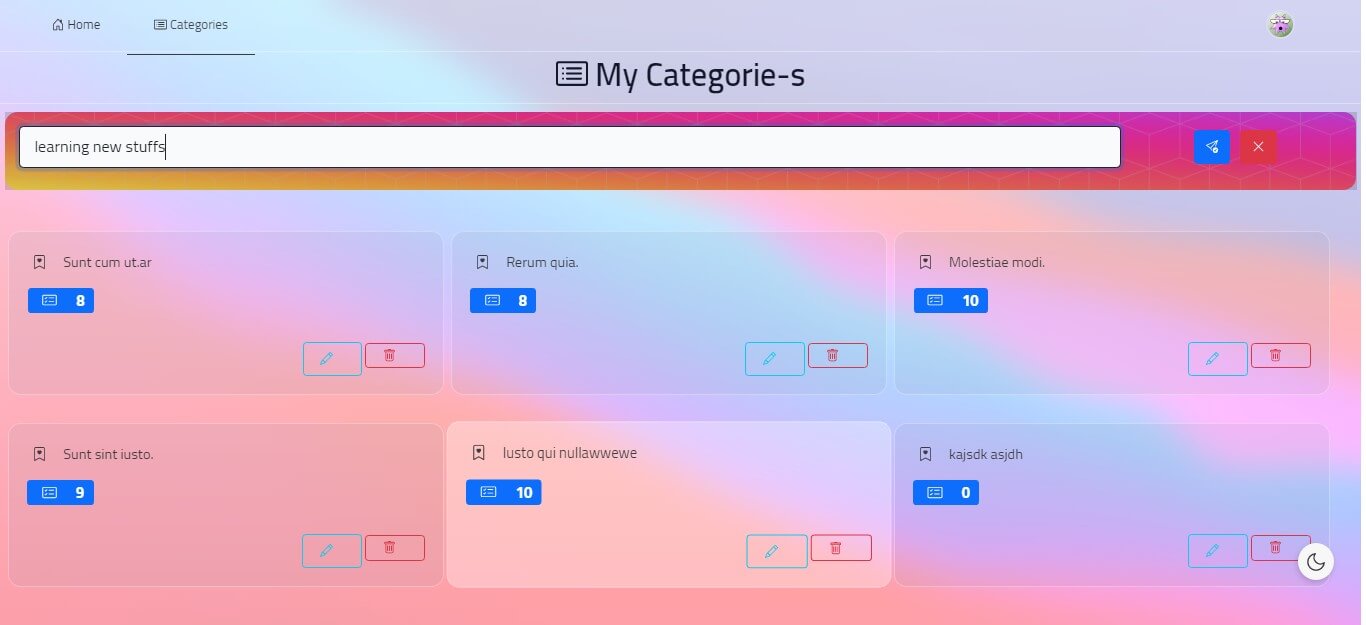 Home
Categories
My Categorie-s
learning new stuffs
Sunt cum ut.ar
8
Rerum quia.
8
Molestiae modi.
10
Sunt sint iusto.
9
Iusto qui nullawwewe
10
kajsdk asjdh
0